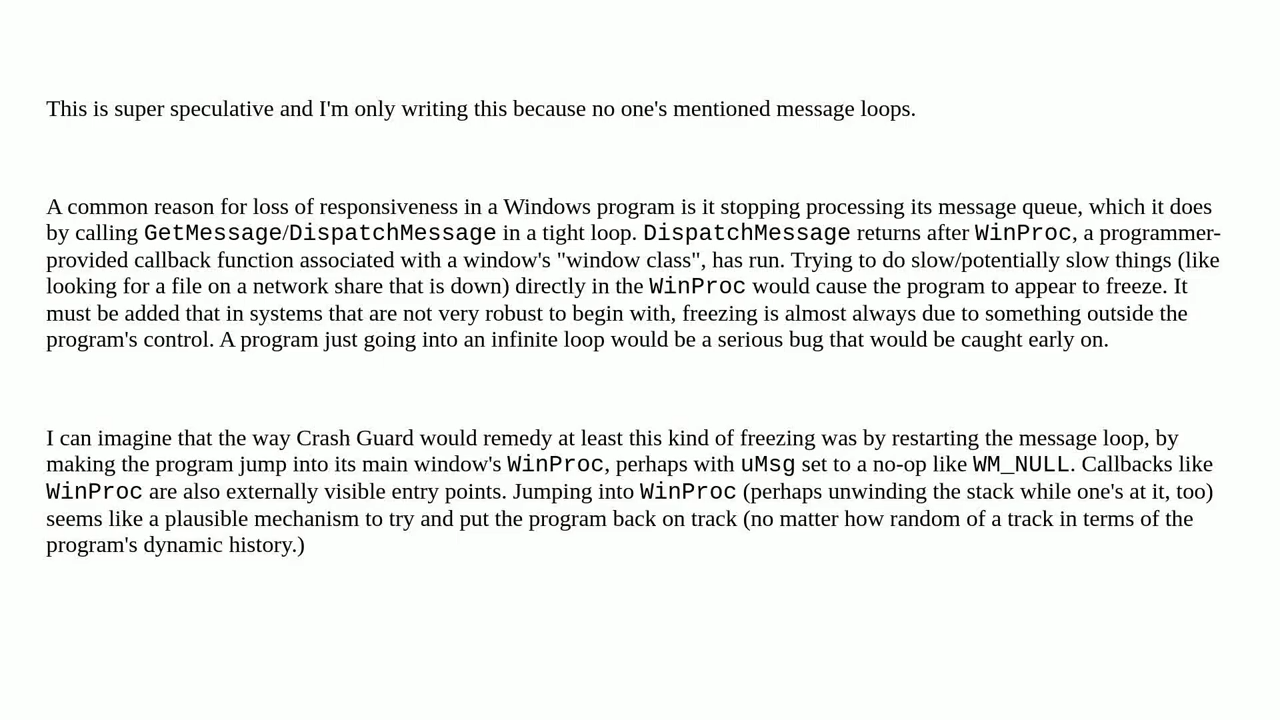 This is super speculative and I'm only writing this because no one's mentioned message loops.
A common reason for loss of responsiveness in a Windows program is it stopping processing its message queue, which it does
by calling GetMessage/DispatchMessage in a tight loop. DispatchMessage returns after WinProc, a programmer-
provided callback function associated with a window's "window class", has run. Trying to do slow/potentially slow things (like
looking for a file on a network share that is down) directly in the WinProc would cause the program to appear to freeze. It
must be added that in systems that are not very robust to begin with, freezing is almost always due to something outside the
program's control. A program just going into an infinite loop would be a serious bug that would be caught early on.
I can imagine that the way Crash Guard would remedy at least this kind of freezing was by restarting the message loop, by
making the program jump into its main window's WinProc, perhaps with uMsg set to a no-op like WM_NULL. Callbacks like
WinProc are also externally visible entry points. Jumping into WinProc (perhaps unwinding the stack while one's at it, too)
seems like a plausible mechanism to try and put the program back on track (no matter how random of a track in terms of the
program's dynamic history.)